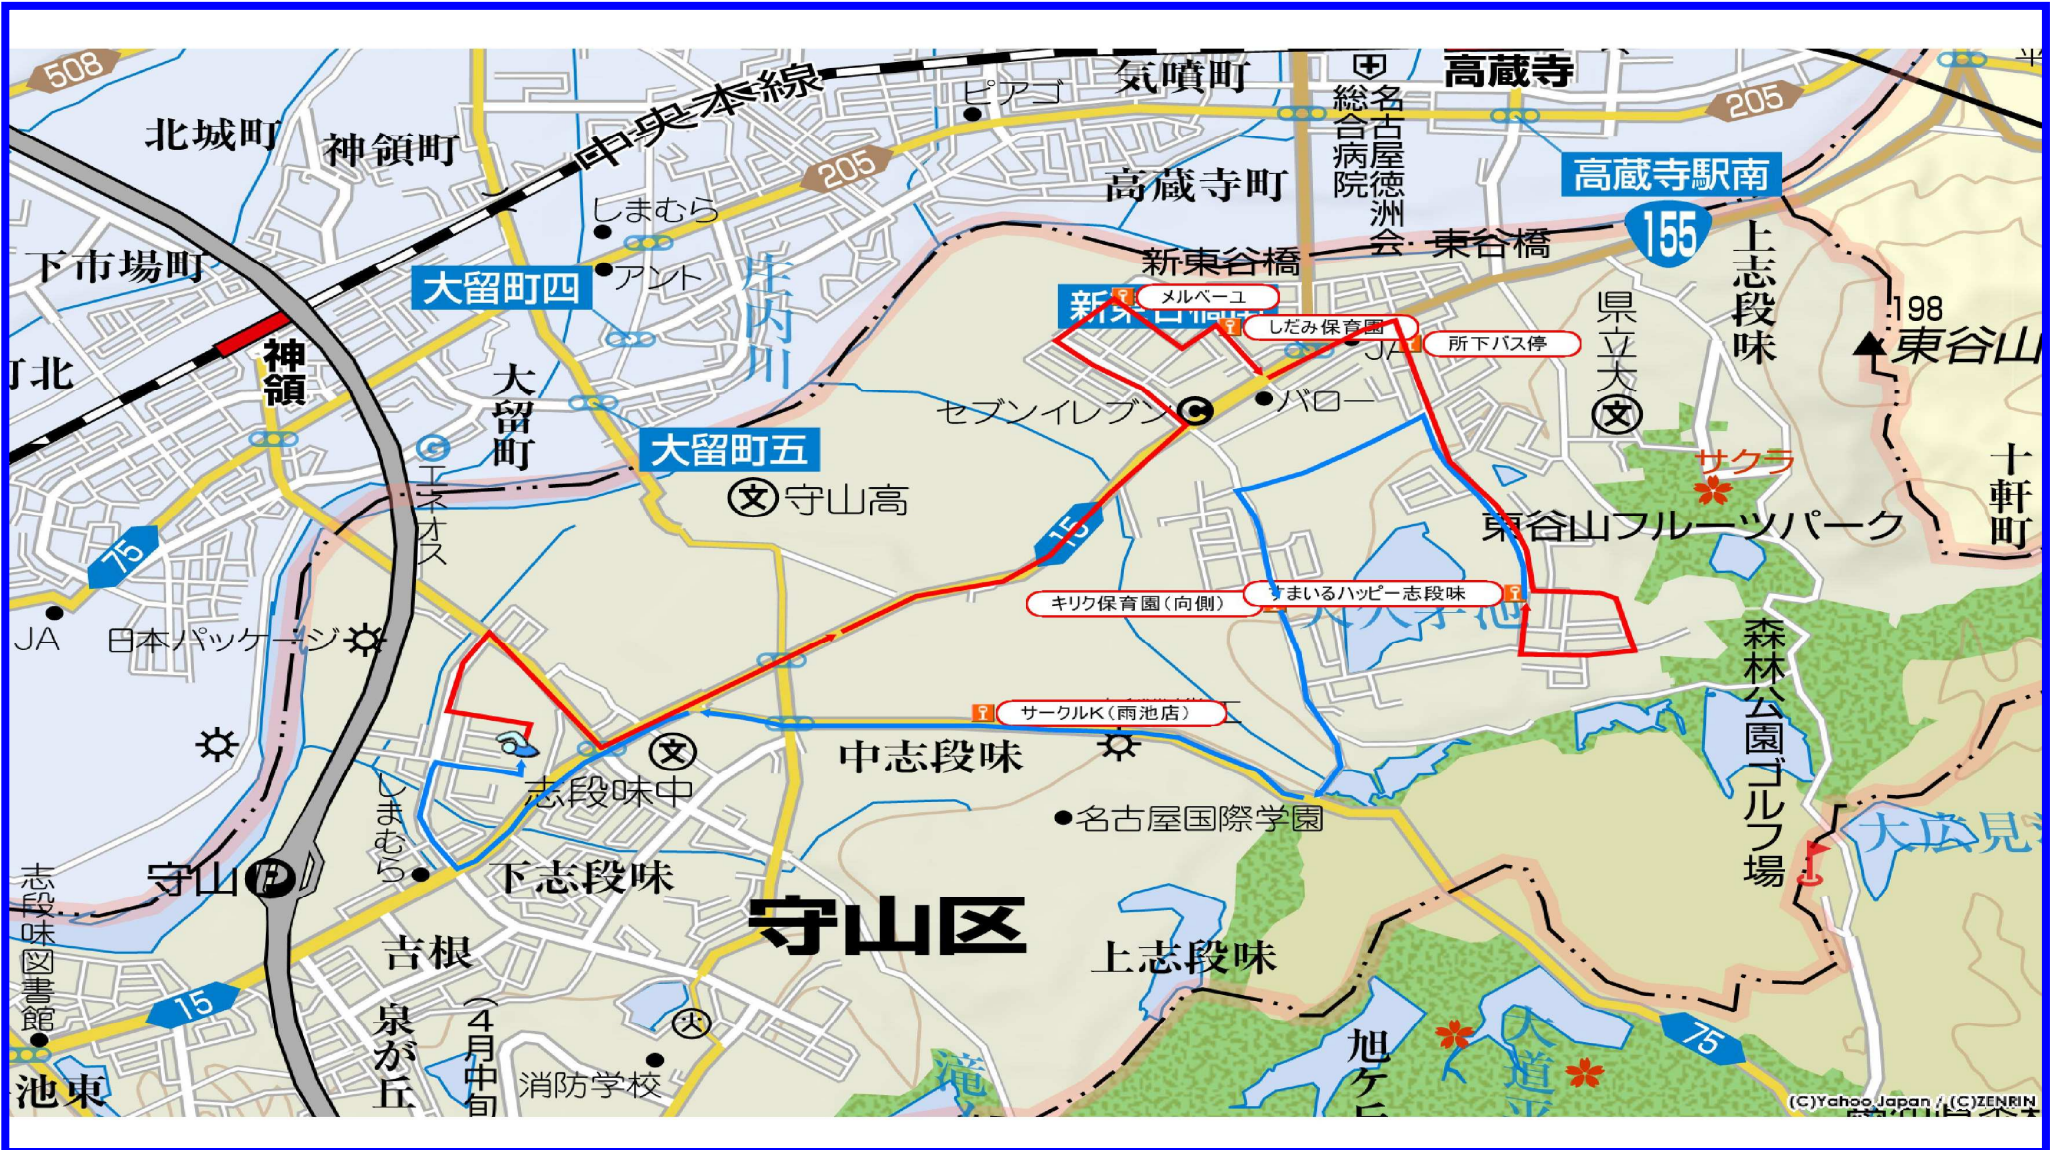 508
北城町
神領町
中央本線
ピアゴ
気噴町
名古屋徳洲会
総合病院
高蔵寺
205
高蔵寺駅南
205
しまむら
高蔵寺町
155
上志段味
下市場町
大留町四
アント
庄内川
新東谷橋
東谷橋
県立大
198
東谷山
メルベーユ
しだみ保育園
所下バス停
JA
神領
町北
大留町
セブンイレブン
バロー
大留町五
エネオス
文
守山高
文
サクラ
十軒町
東谷山フルーツパーク
75
15
JA
日本パッケージ
キリク保育園(向側)
すまいるハッピー志段味
森林公園ゴルフ場
サークルK(雨池店)
文
中志段味
志段味中
しまむら
名古屋国際学園
守山
P
下志段味
守山区
志段味図書館
吉根
上志段味
15
泉が丘
(4月中旬
火
消防学校
75
池東
(C)Yahoo Japan / (C)ZENRIN